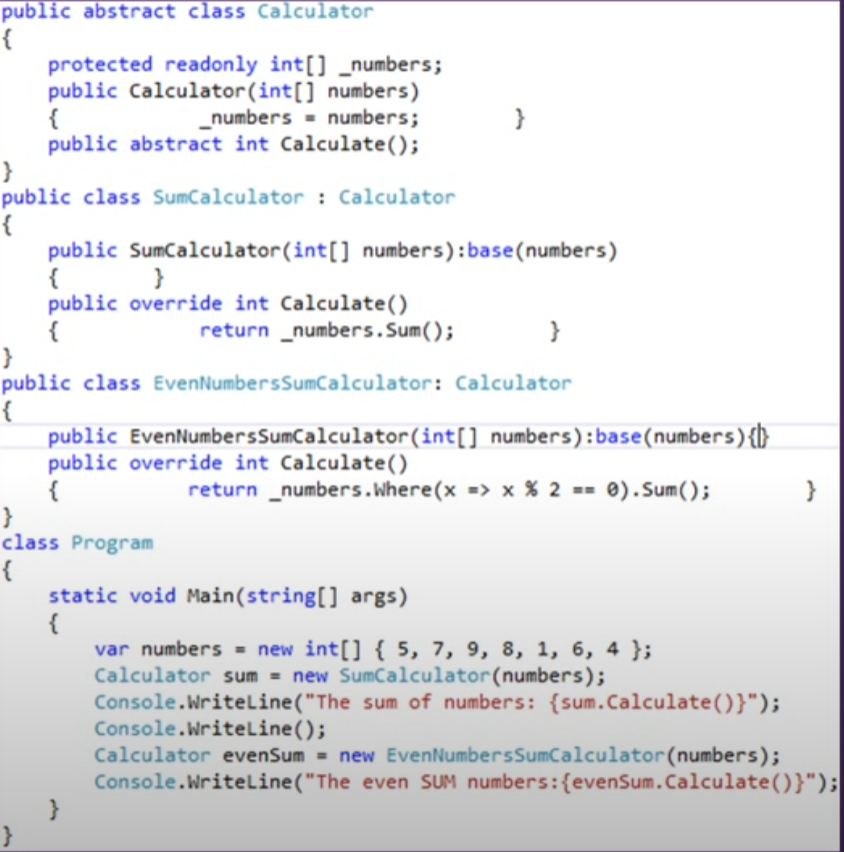 public abstract class Calculator
{
    protected readonly int[] _numbers;
    public Calculator(int[] numbers)
    {            _numbers = numbers;        }
    public abstract int Calculate();
}
public class SumCalculator : Calculator
{
    public SumCalculator(int[] numbers):base(numbers)
    {        }
    public override int Calculate()
    {            return _numbers.Sum();        }
}
public class EvenNumbersSumCalculator: Calculator
{
    public EvenNumbersSumCalculator(int[] numbers):base(numbers){}
    public override int Calculate()
    {           return _numbers.Where(x => x % 2 == 0).Sum();        }
}
class Program
{
    static void Main(string[] args)
    {
        var numbers = new int[] { 5, 7, 9, 8, 1, 6, 4 };
        Calculator sum = new SumCalculator(numbers);
        Console.WriteLine("The sum of numbers: {sum.Calculate()}");
        Console.WriteLine();
        Calculator evenSum = new EvenNumbersSumCalculator(numbers);
        Console.WriteLine("The even SUM numbers:{evenSum.Calculate()}");
    }
}